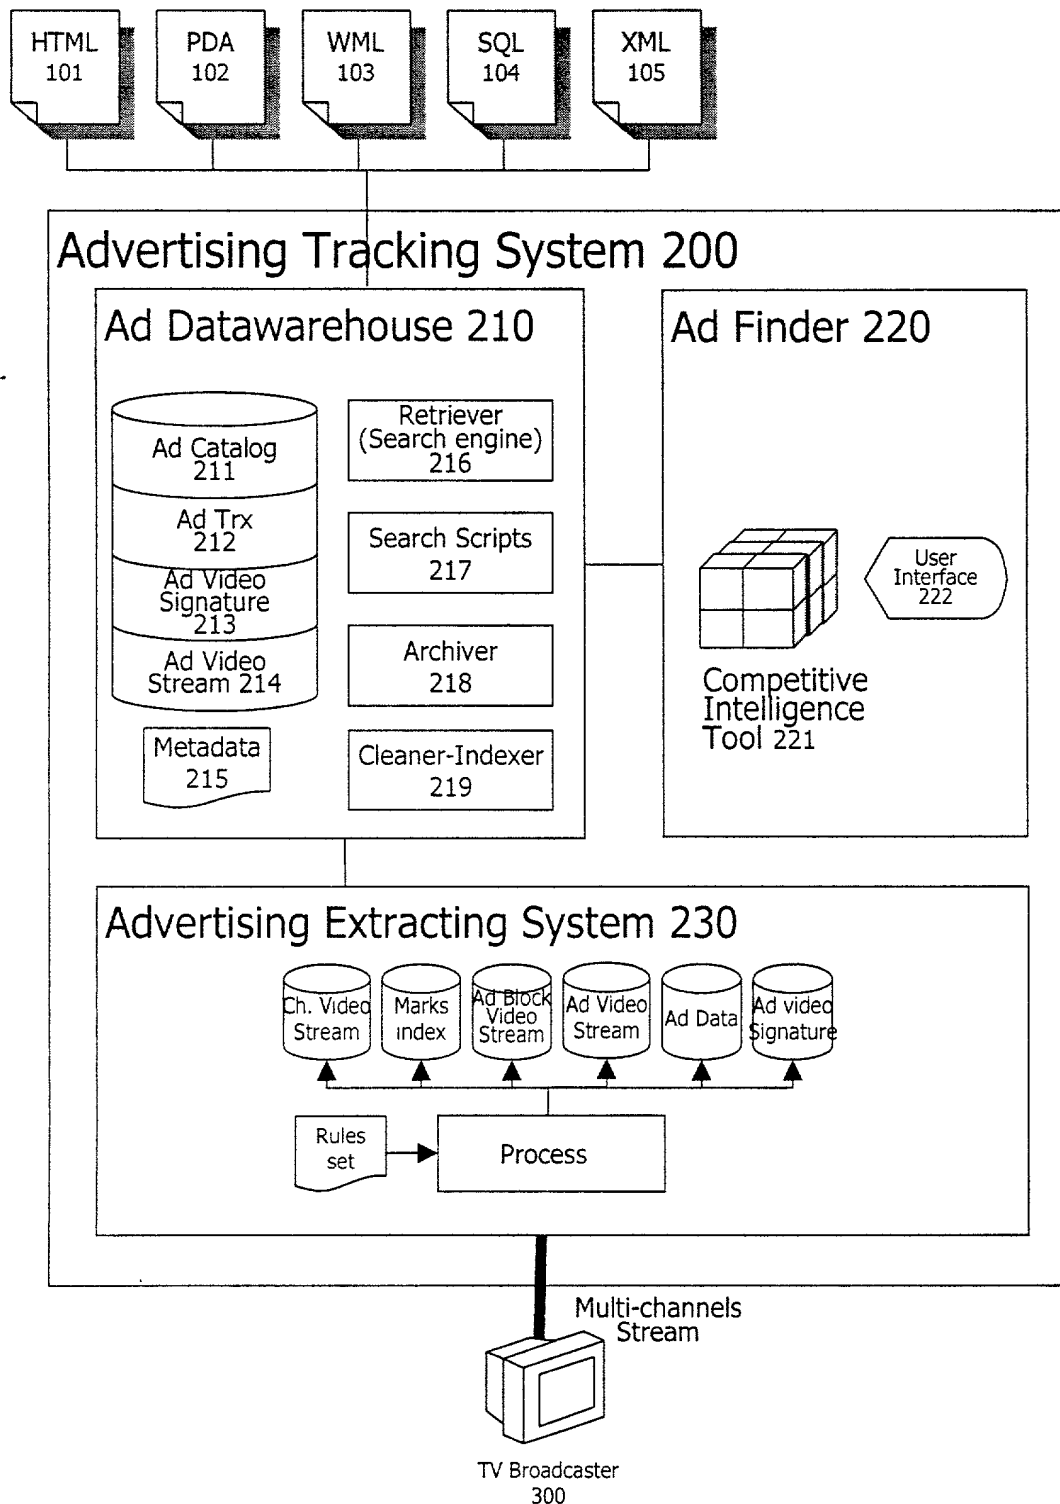 HTML
101
PDA
102
WML
103
SQL
104
XML
105
Advertising Tracking System 200
Ad Datawarehouse 210
Ad Catalog
211
Ad Trx
212
Ad Video
Signature
213
Ad Video
Stream 214
Metadata
215
Retriever
(Search engine)
216
Search Scripts
217
Archiver
218
Cleaner-Indexer
219
Ad Finder 220
Competitive
Intelligence
Tool 221
User
Interface
222
Advertising Extracting System 230
Ch. Video
Stream
Marks
index
Ad Block
Video
Stream
Ad Video
Stream
Ad Data
Ad video
Signature
Rules
set
Process
Multi-channels
Stream
TV Broadcaster
300